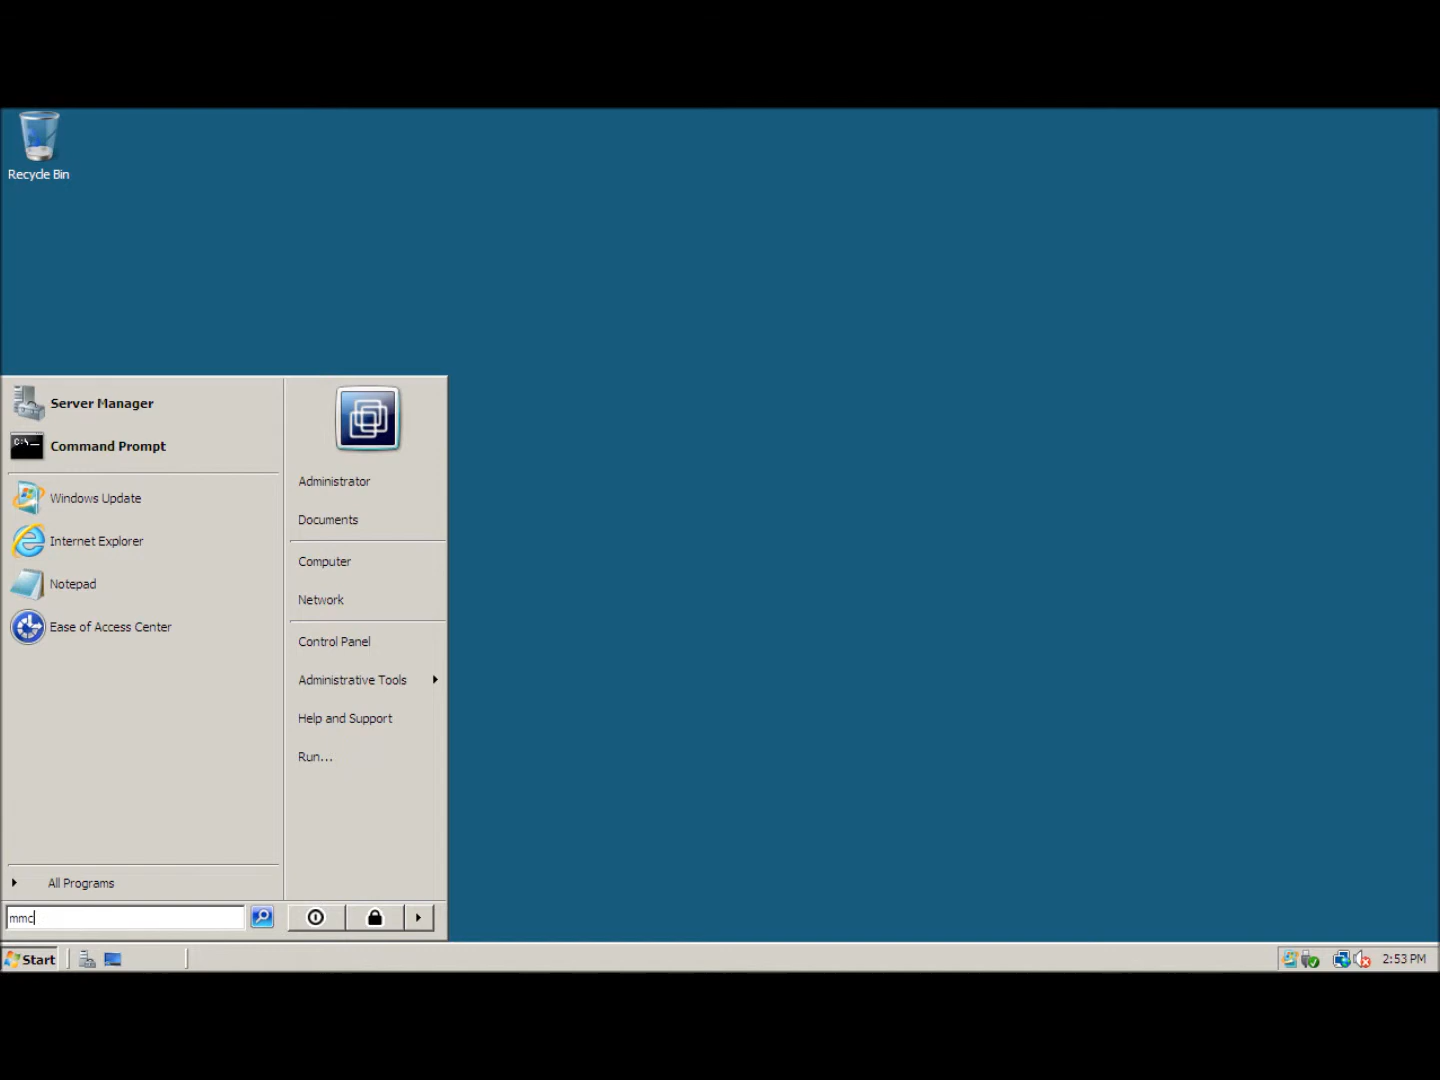 Recycle Bin
Server Manager
Command Prompt
Windows Update
Internet Explorer
Notepad
Ease of Access Center
All Programs
mmc
Administrator
Documents
Computer
Network
Control Panel
Administrative Tools
Help and Support
Run...
Start
2:53 PM